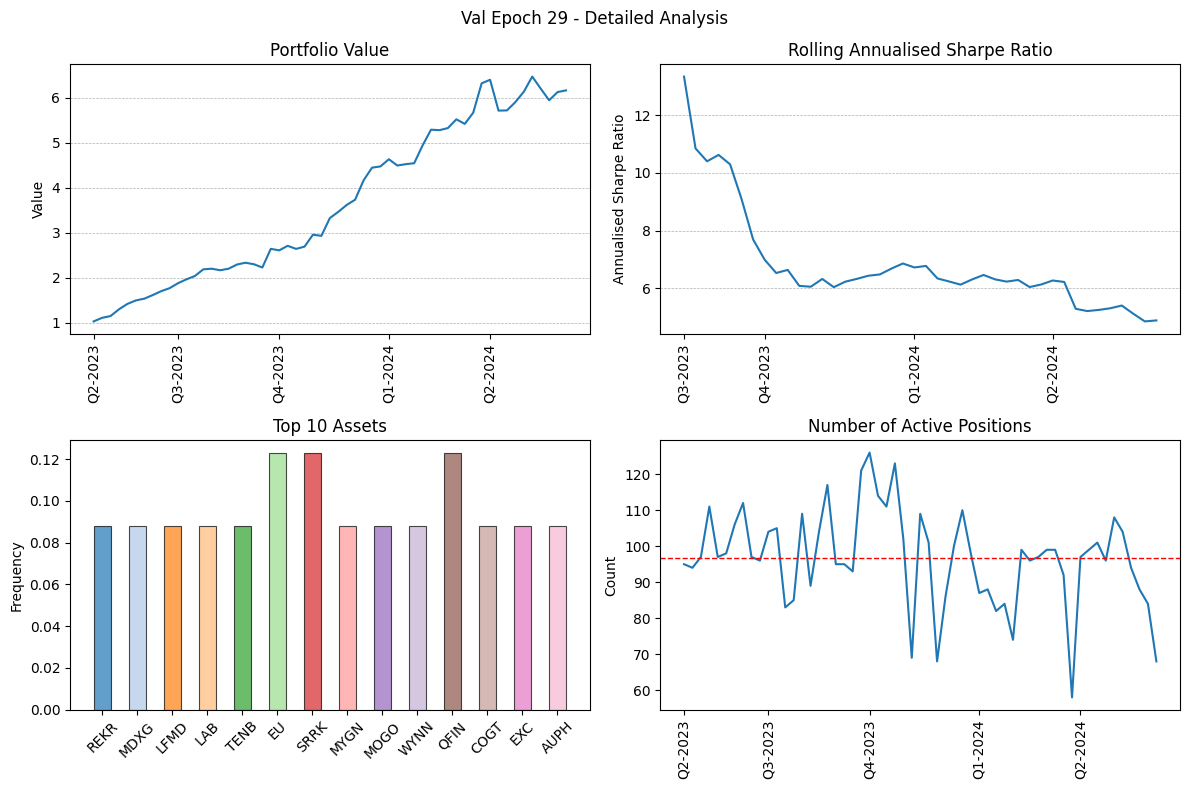 Val Epoch 29 - Detailed Analysis
Portfolio Value
Value
6
5
4
3
2
1
Q2-2023
Q3-2023
Q4-2023
Q1-2024
Q2-2024
Rolling Annualised Sharpe Ratio
Annualised Sharpe Ratio
12
10
8
6
Q3-2023
Q4-2023
Q1-2024
Q2-2024
Top 10 Assets
Frequency
0.12
0.10
0.08
0.06
0.04
0.02
0.00
REKR
MDXG
LFMD
LAB
TENB
EU
SRRK
MYGN
MOGO
WYNN
QFIN
COGT
EXC
AUPH
Number of Active Positions
Count
120
110
100
90
80
70
60
Q2-2023
Q3-2023
Q4-2023
Q1-2024
Q2-2024